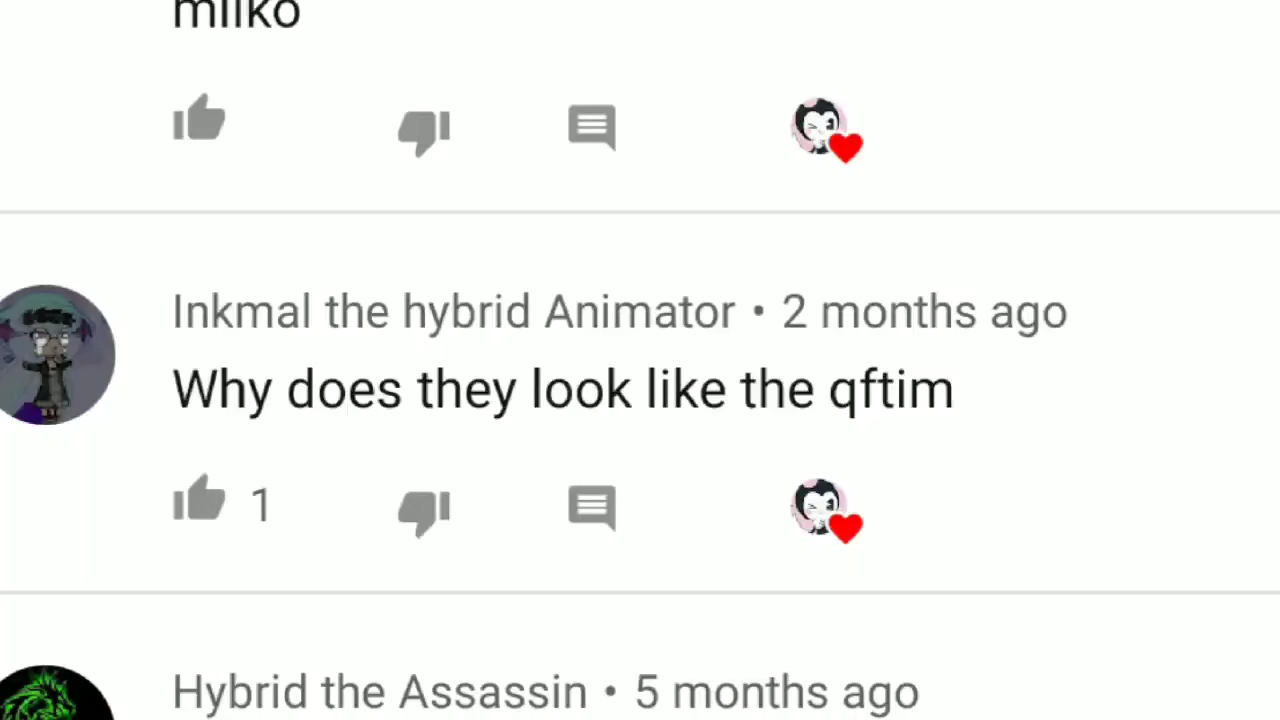 miiko
Inkmal the hybrid Animator • 2 months ago
Why does they look like the qftim
1
Hybrid the Assassin • 5 months ago